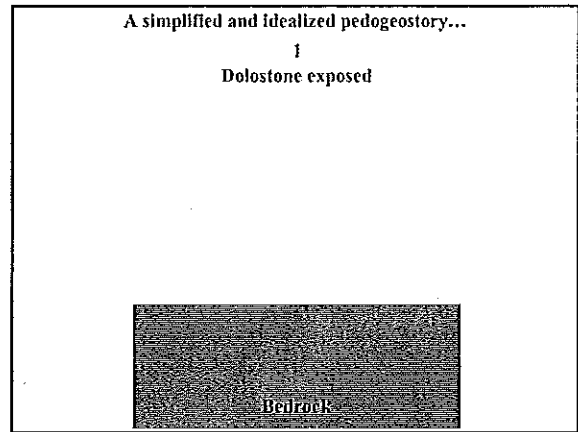 A simplified and idealized pedogeostory...
1
Dolostone exposed
Bedrock